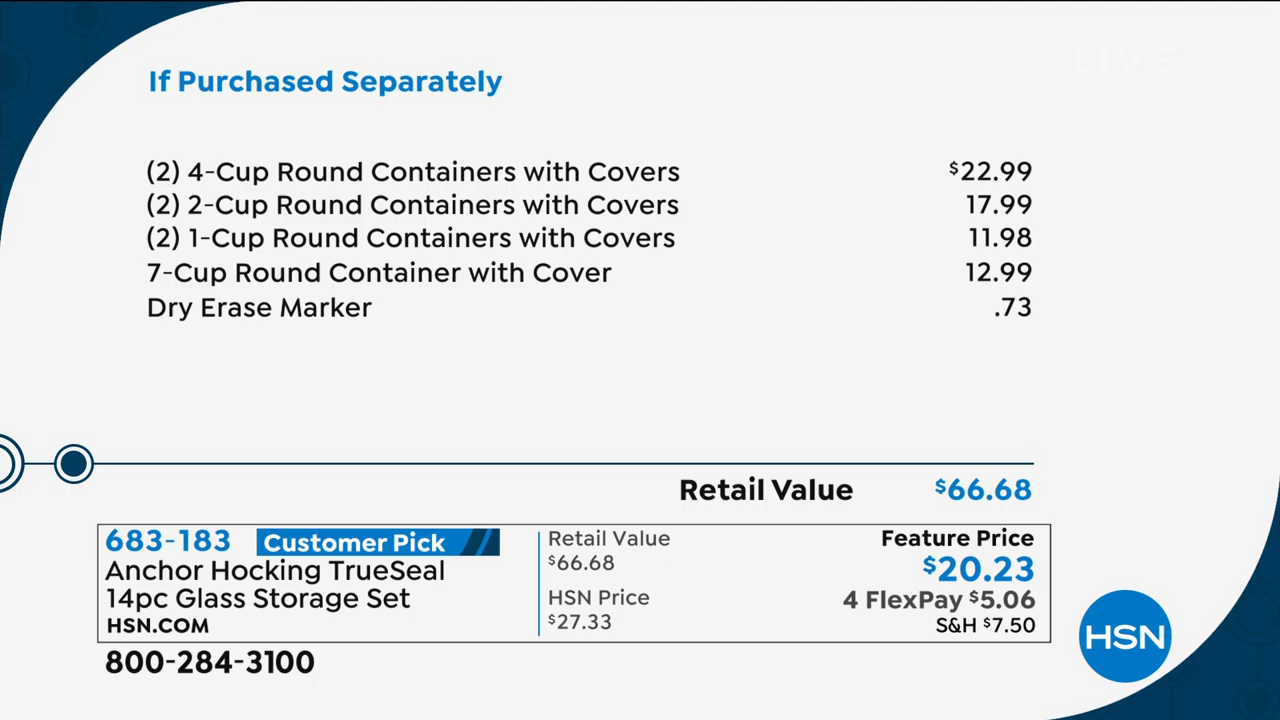 LIVE
If Purchased Separately
(2) 4-Cup Round Containers with Covers $22.99
(2) 2-Cup Round Containers with Covers 17.99
(2) 1-Cup Round Containers with Covers 11.98
7-Cup Round Container with Cover 12.99
Dry Erase Marker .73
Retail Value $66.68
683-183 Customer Pick
Anchor Hocking TrueSeal
14pc Glass Storage Set
HSN.COM
Retail Value
$66.68
HSN Price
$27.33
Feature Price
$20.23
4 FlexPay $5.06
S&H $7.50
HSN
800-284-3100